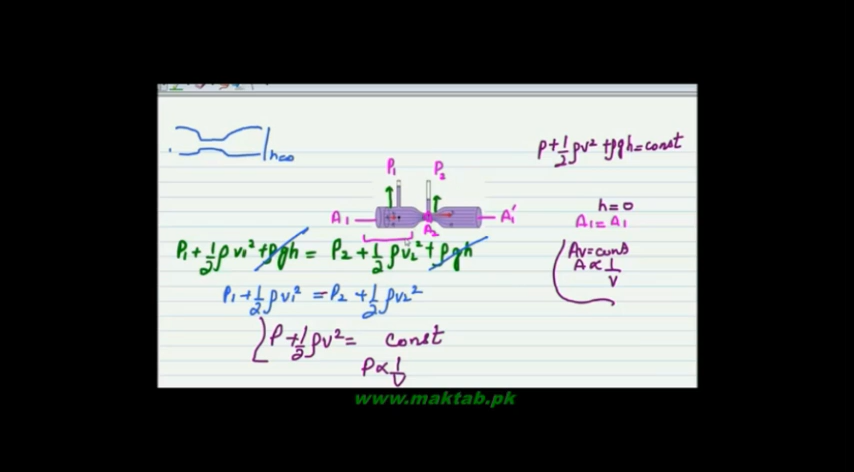 P+1/2ρv²+ρgh=const
h=0
P₁ P₂
h=0
A₁ A₂ A₁'
A₁=A₁'
P₁+1/2ρv₁²+ρgh = P₂+1/2ρv₂²+ρgh
Av=cons
A∝1/V
P₁+1/2ρv₁²=P₂+1/2ρv₂²
P+1/2ρv²= const
P∝1/V
www.maktab.pk